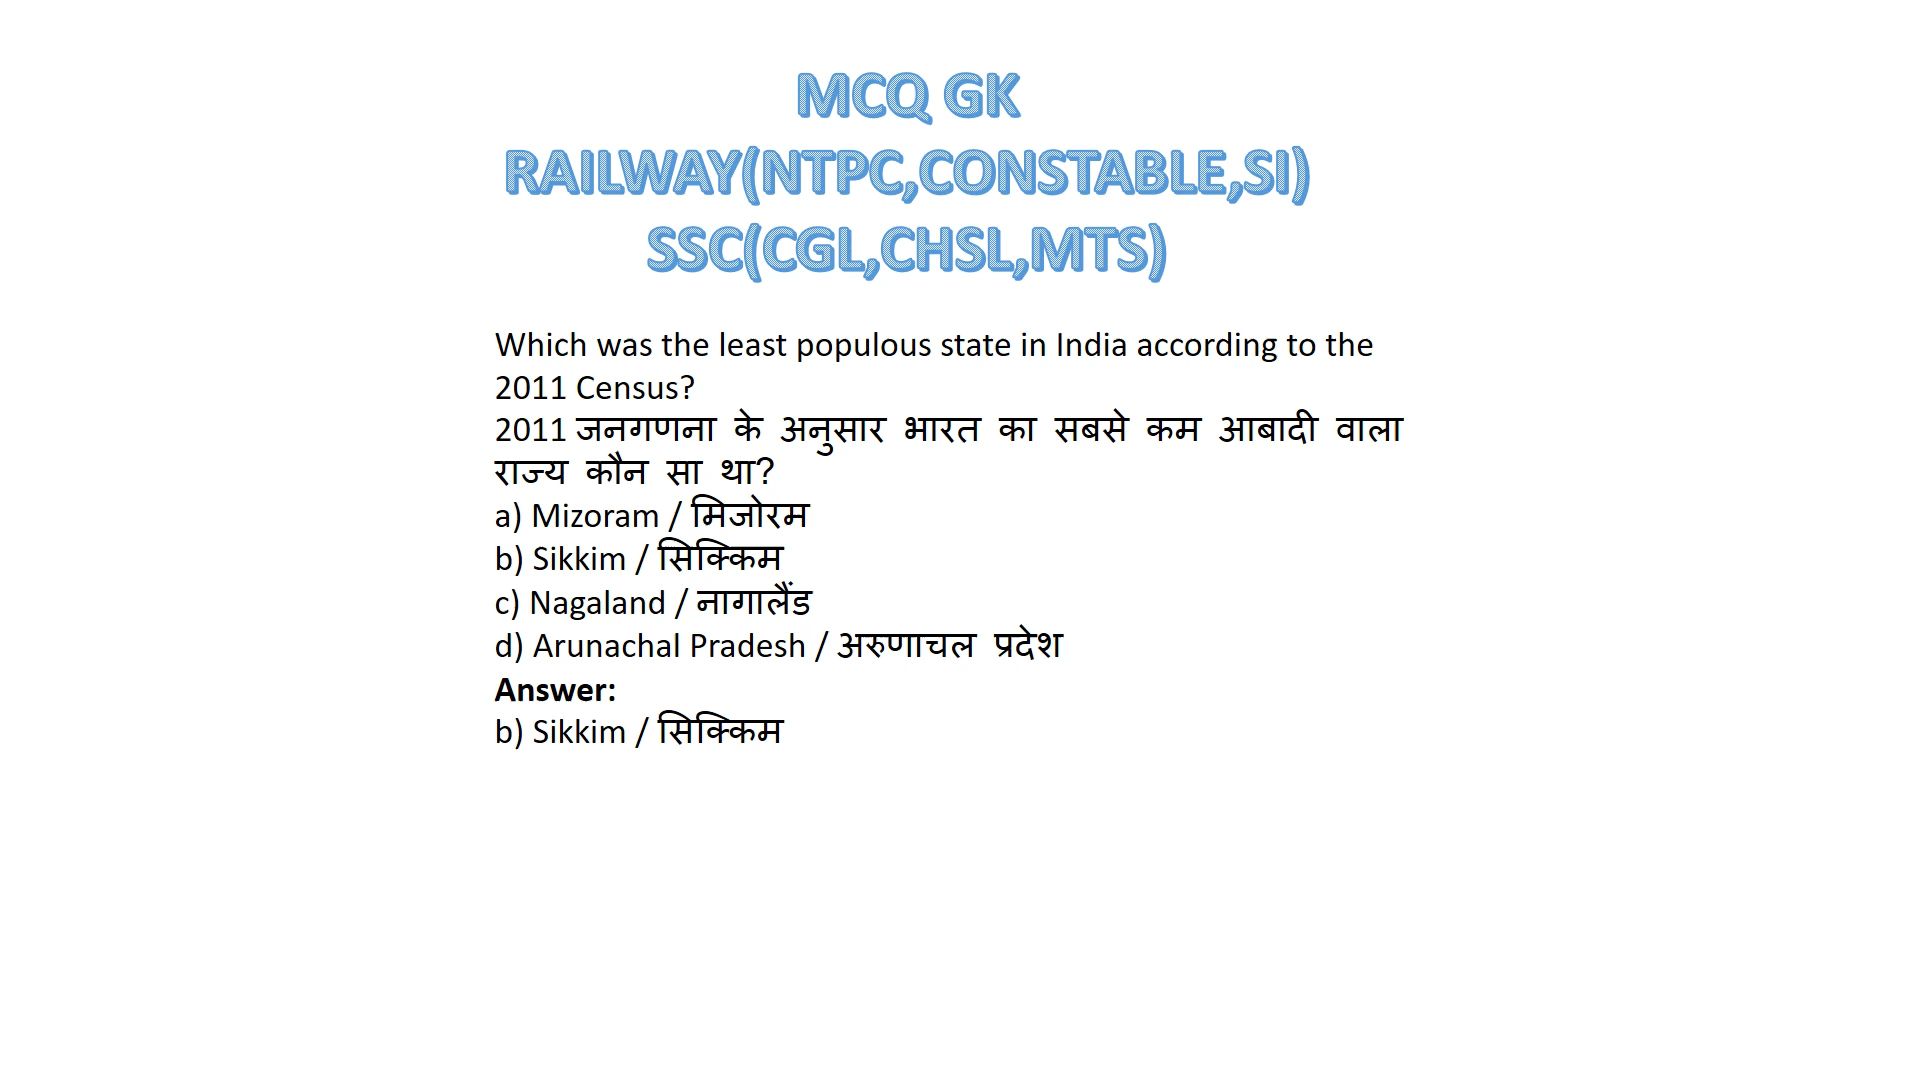 MCQ GK
RAILWAY(NTPC,CONSTABLE,SI)
SSC(CGL,CHSL,MTS)
Which was the least populous state in India according to the
2011 Census?
2011 जनगणना के अनुसार भारत का सबसे कम आबादी वाला
राज्य कौन सा था?
a) Mizoram / मिजोरम
b) Sikkim / सिक्किम
c) Nagaland / नागालैंड
d) Arunachal Pradesh / अरुणाचल प्रदेश
Answer:
b) Sikkim / सिक्किम